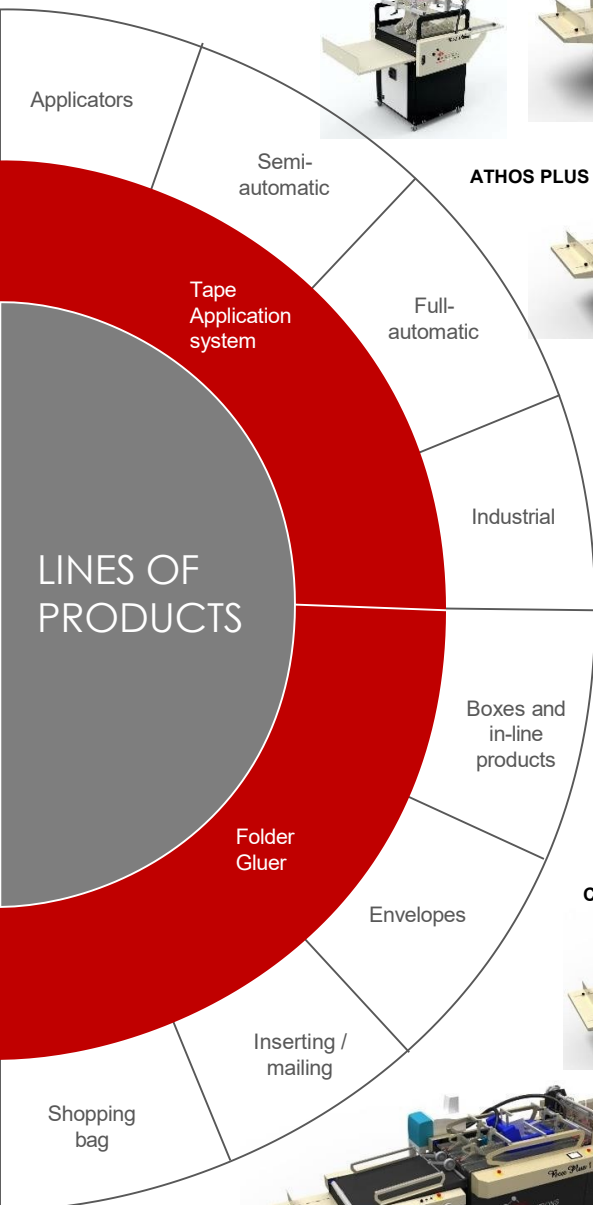 Applicators
Semi-
automatic
ATHOS PLUS
Tape
Application
system
Full-
automatic
Industrial
LINES OF
PRODUCTS
Boxes and
in-line
products
Folder
Gluer
Envelopes
Inserting /
mailing
Shopping
bag